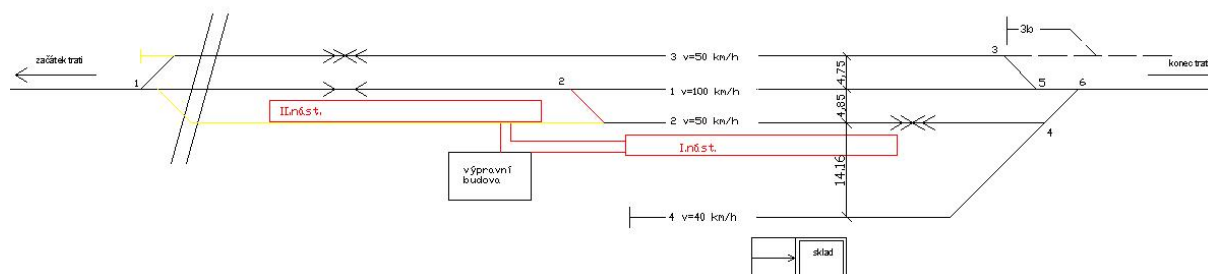 3b
začátek trati
3 v=50 km/h
3
konec trati
1
2
1 v=100 km/h
5
6
4,75
4,85
II.nást.
2 v=50 km/h
4
I.nást.
výpravní
budova
14,16
4 v=40 km/h
sklad